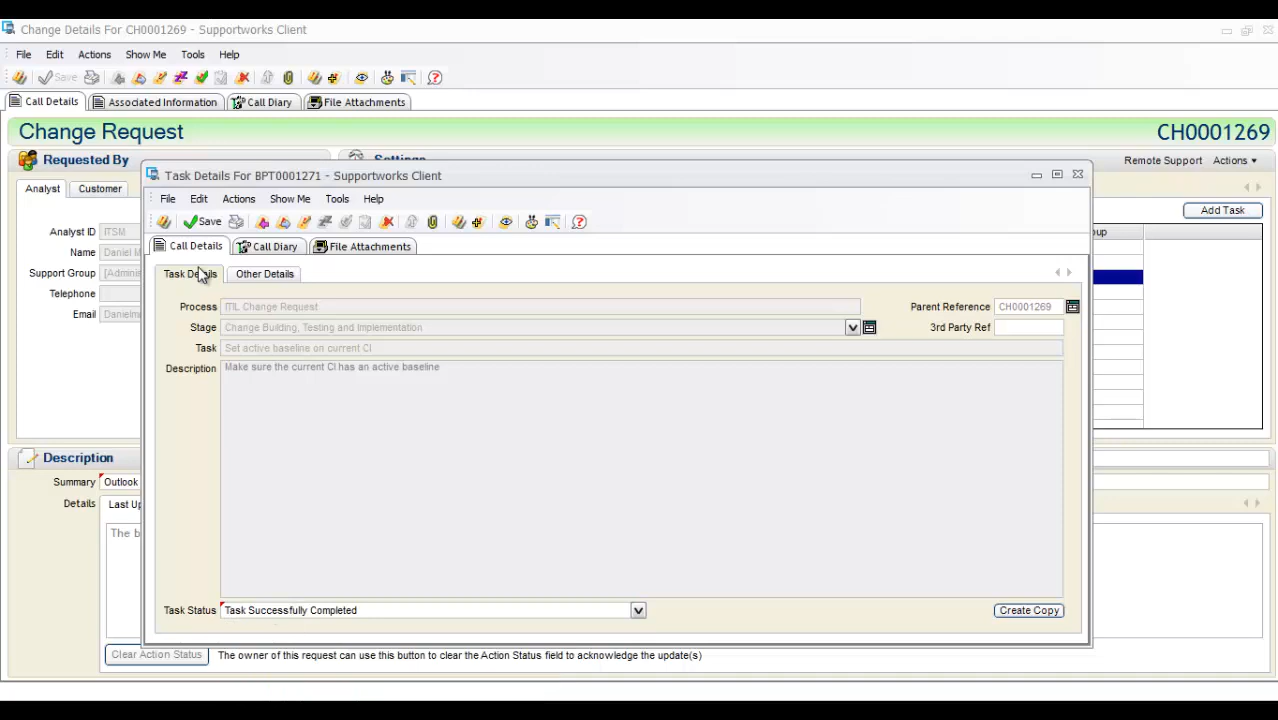 Change Details For CH0001269 - Supportworks Client
File Edit Actions Show Me Tools Help
Save
Call Details Associated Information Call Diary File Attachments
Change Request CH0001269
Requested By
Settings
Remote Support Actions
Analyst Customer
Analyst ID ITSM
Name Daniel M
Support Group [Admini
Telephone
Email Danielm
Add Task
oup
Task Details For BPT0001271 - Supportworks Client
File Edit Actions Show Me Tools Help
Save
Call Details Call Diary File Attachments
Task Details Other Details
Process ITIL Change Request Parent Reference CH0001269
Stage Change Building, Testing and Implementation 3rd Party Ref
Task Set active baseline on current CI
Description Make sure the current CI has an active baseline
Task Status Task Successfully Completed Create Copy
Description
Summary Outlook
Details Last Up
The b
Clear Action Status The owner of this request can use this button to clear the Action Status field to acknowledge the update(s)